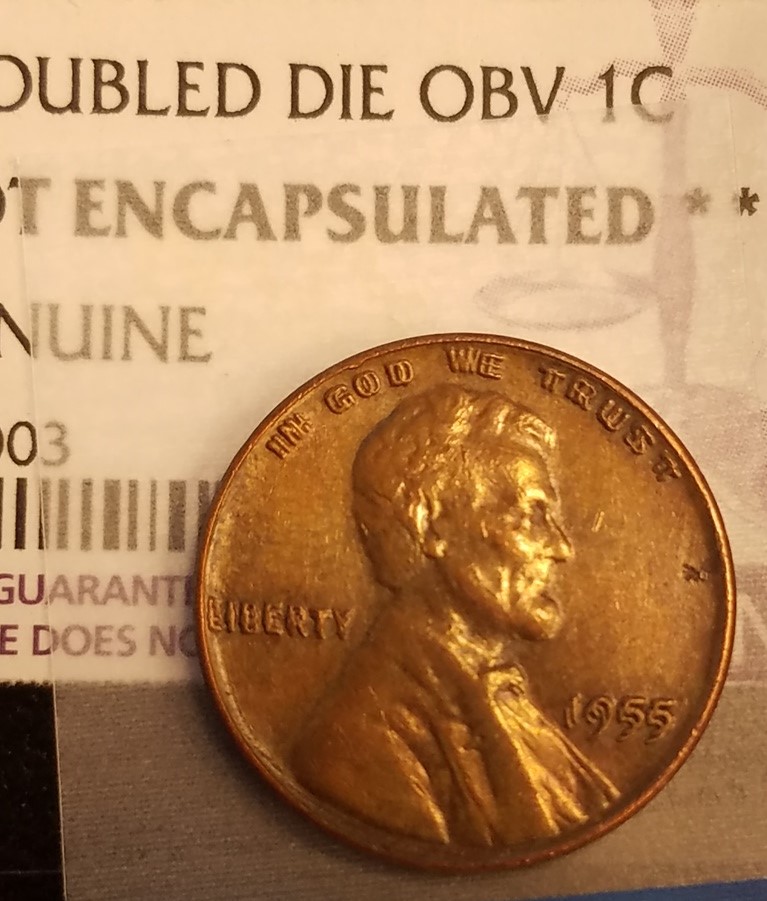 OUBLED DIE OBV 1C
OT ENCAPSULATED * *
NUINE
003
GUARANT
E DOES NO
IN GOD WE TRUST
LIBERTY
1955